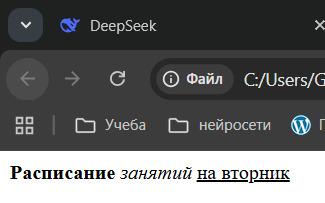 DeepSeek
Файл C:/Users/G
Учеба нейросети
Расписание занятий на вторник